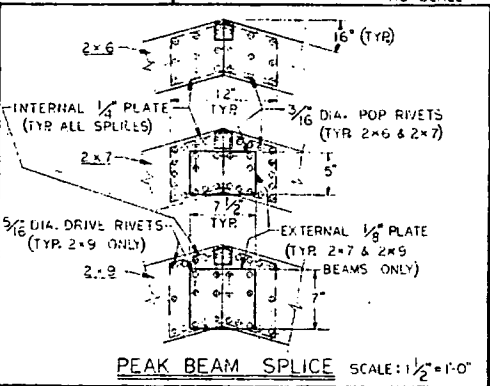 16" (TYP.)
2×6
INTERNAL 1/4" PLATE
(TYP. ALL SPLICES)
12"
TYP.
3/16 DIA. POP RIVETS
(TYP. 2×6 & 2×7)
2×7
5"
7 1/2"
TYP.
5/16 DIA. DRIVE RIVETS
(TYP. 2×9 ONLY)
EXTERNAL 1/8" PLATE
(TYP. 2×7 & 2×9
BEAMS ONLY)
2×9
7"
PEAK BEAM SPLICE SCALE: 1 1/2" = 1'-0"